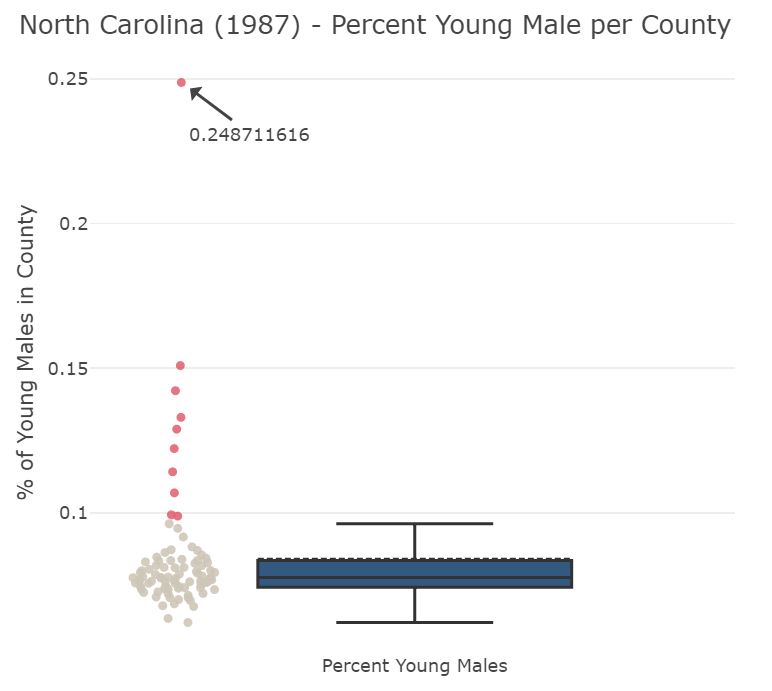 North Carolina (1987) - Percent Young Male per County
0.25
0.248711616
0.2
% of Young Males in County
0.15
0.1
Percent Young Males